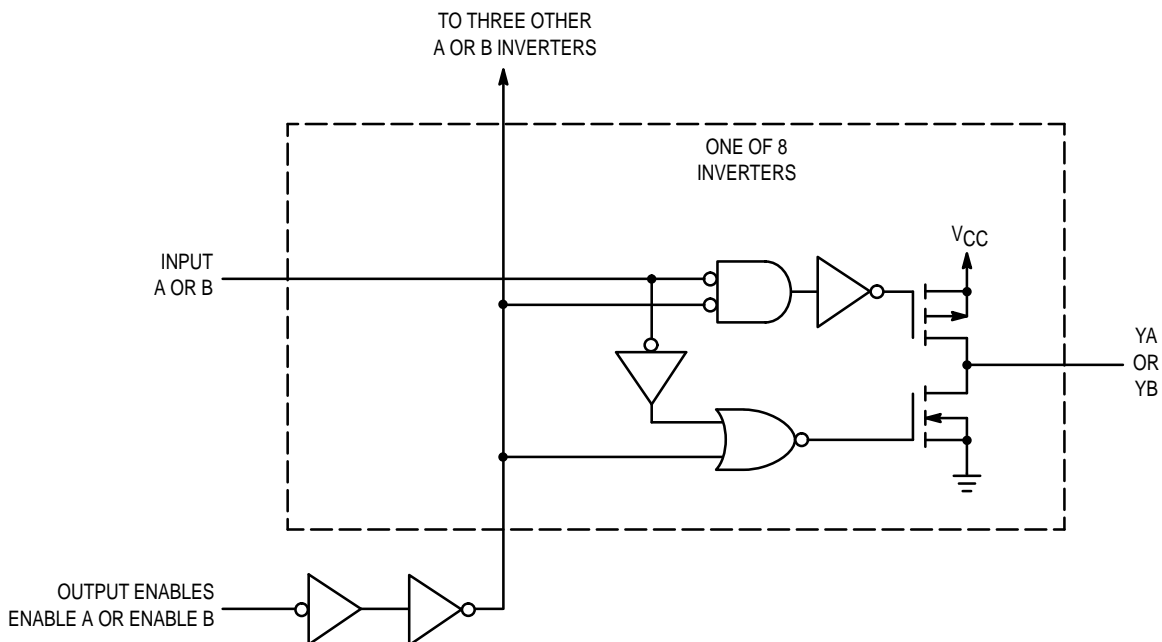 TO THREE OTHER
A OR B INVERTERS
ONE OF 8
INVERTERS
VCC
INPUT
A OR B
YA
OR
YB
OUTPUT ENABLES
ENABLE A OR ENABLE B